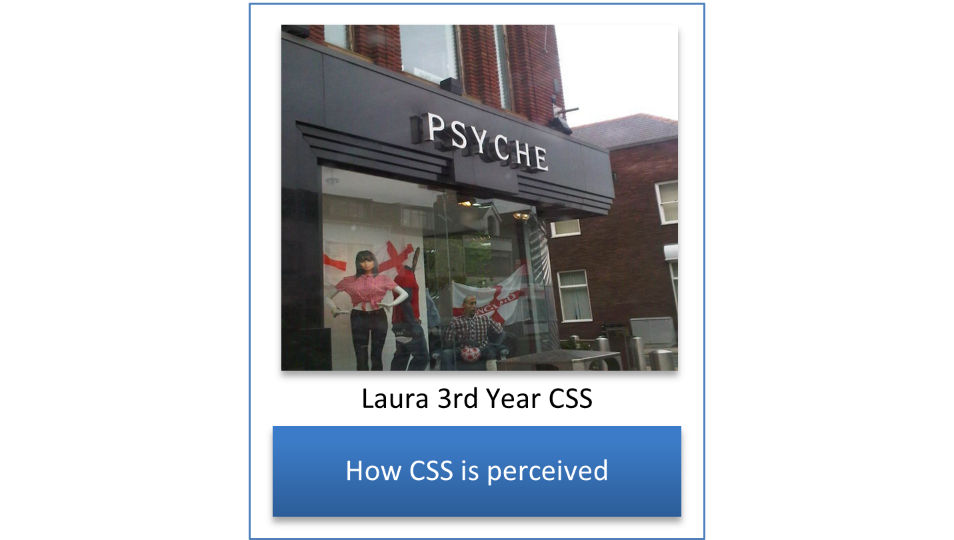 PSYCHE
Laura 3rd Year CSS
How CSS is perceived